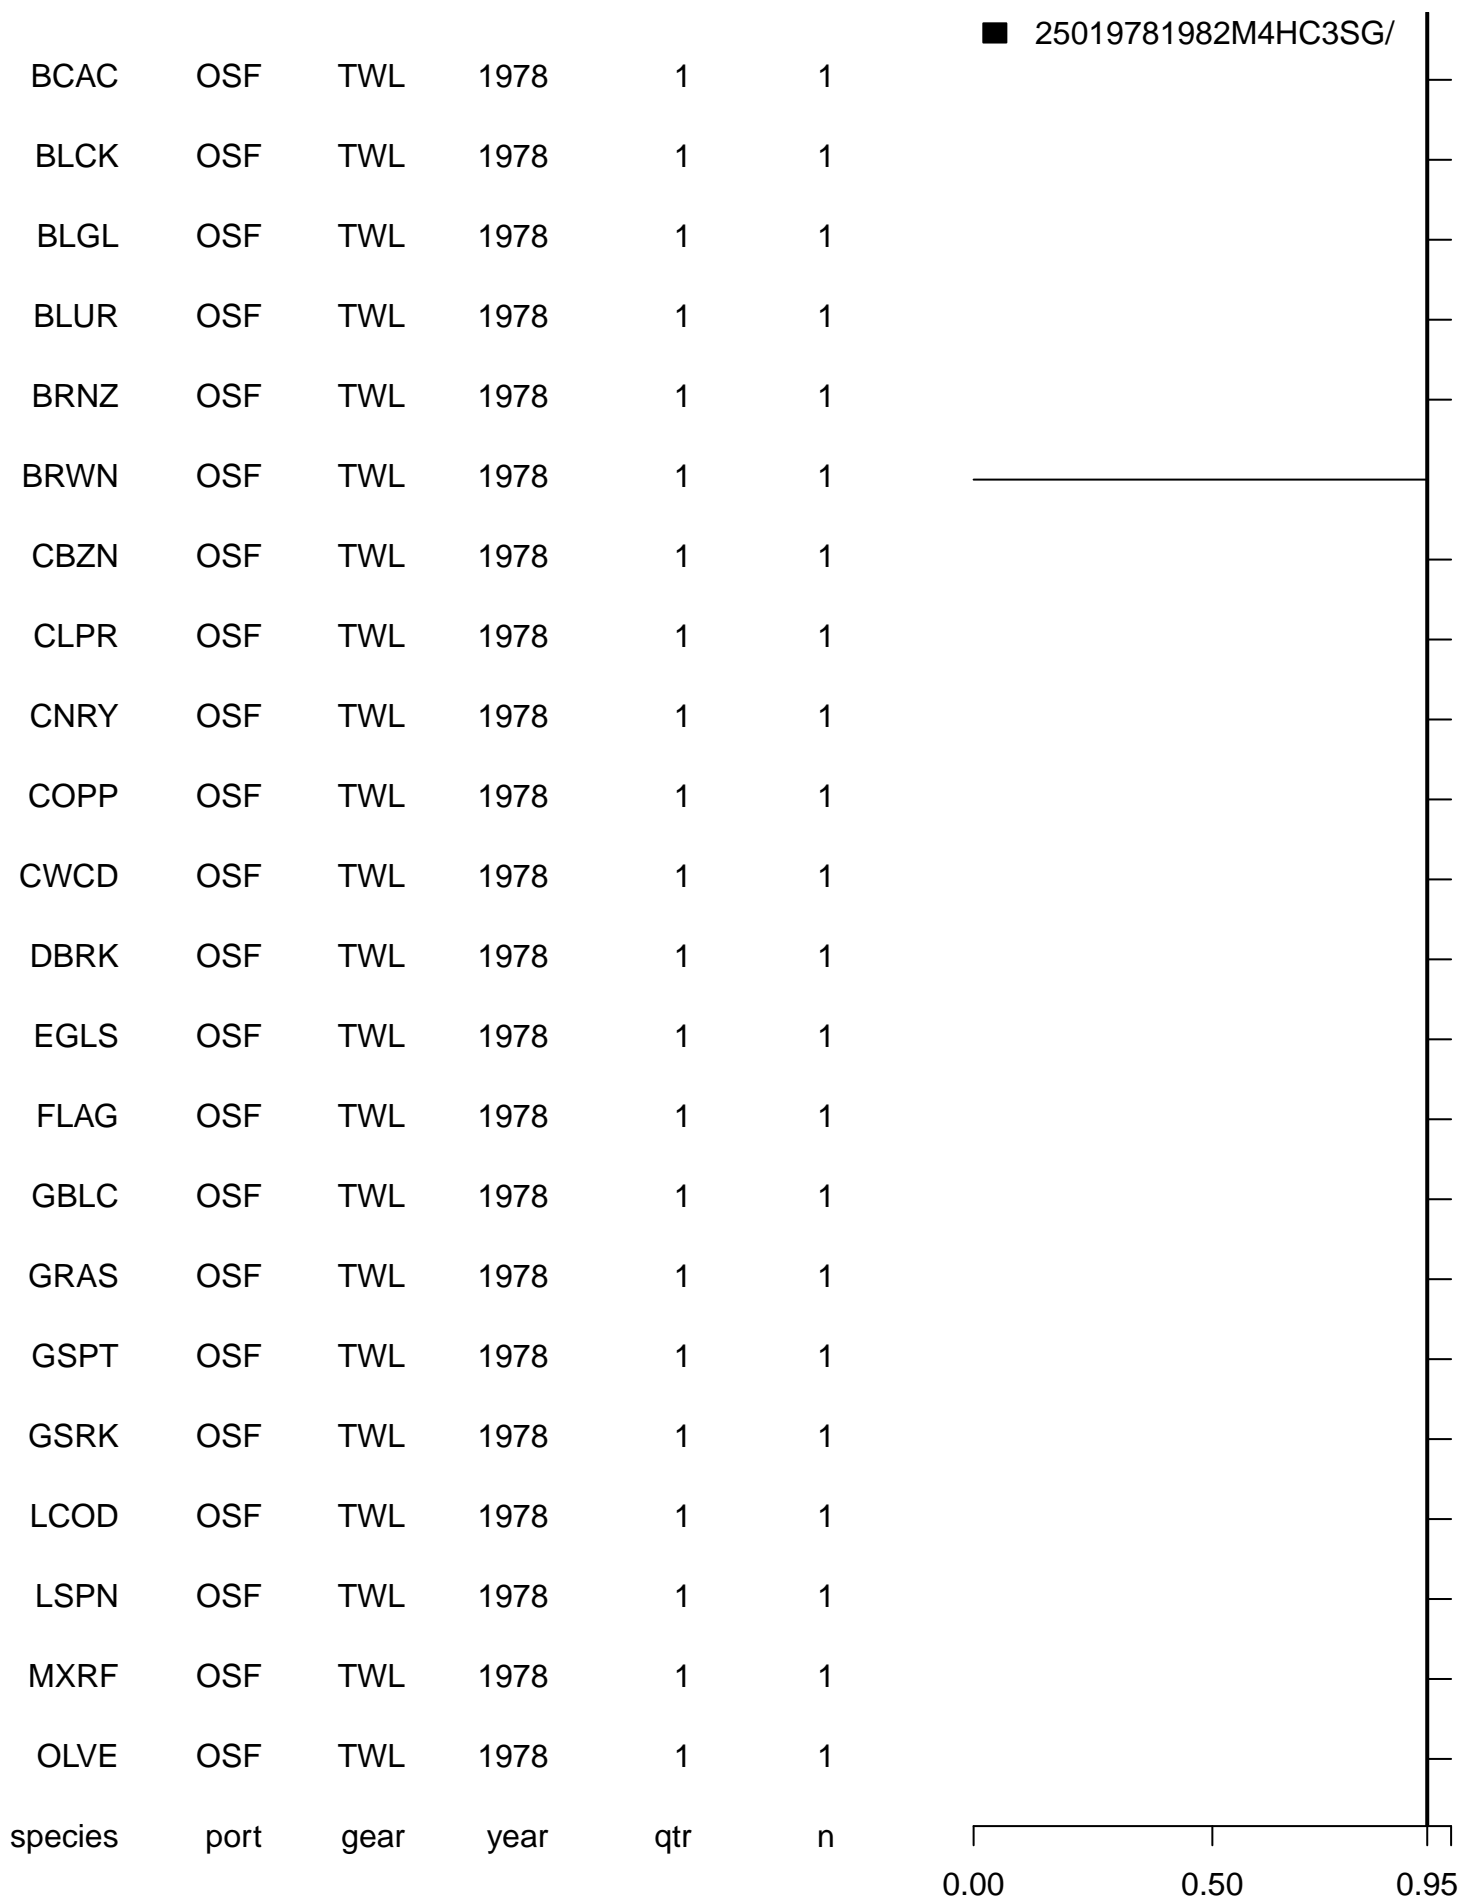 25019781982M4HC3SG/
BCAC OSF TWL 1978 1 1
BLCK OSF TWL 1978 1 1
BLGL OSF TWL 1978 1 1
BLUR OSF TWL 1978 1 1
BRNZ OSF TWL 1978 1 1
BRWN OSF TWL 1978 1 1
CBZN OSF TWL 1978 1 1
CLPR OSF TWL 1978 1 1
CNRY OSF TWL 1978 1 1
COPP OSF TWL 1978 1 1
CWCD OSF TWL 1978 1 1
DBRK OSF TWL 1978 1 1
EGLS OSF TWL 1978 1 1
FLAG OSF TWL 1978 1 1
GBLC OSF TWL 1978 1 1
GRAS OSF TWL 1978 1 1
GSPT OSF TWL 1978 1 1
GSRK OSF TWL 1978 1 1
LCOD OSF TWL 1978 1 1
LSPN OSF TWL 1978 1 1
MXRF OSF TWL 1978 1 1
OLVE OSF TWL 1978 1 1
species port gear year qtr n
0.00 0.50 0.95